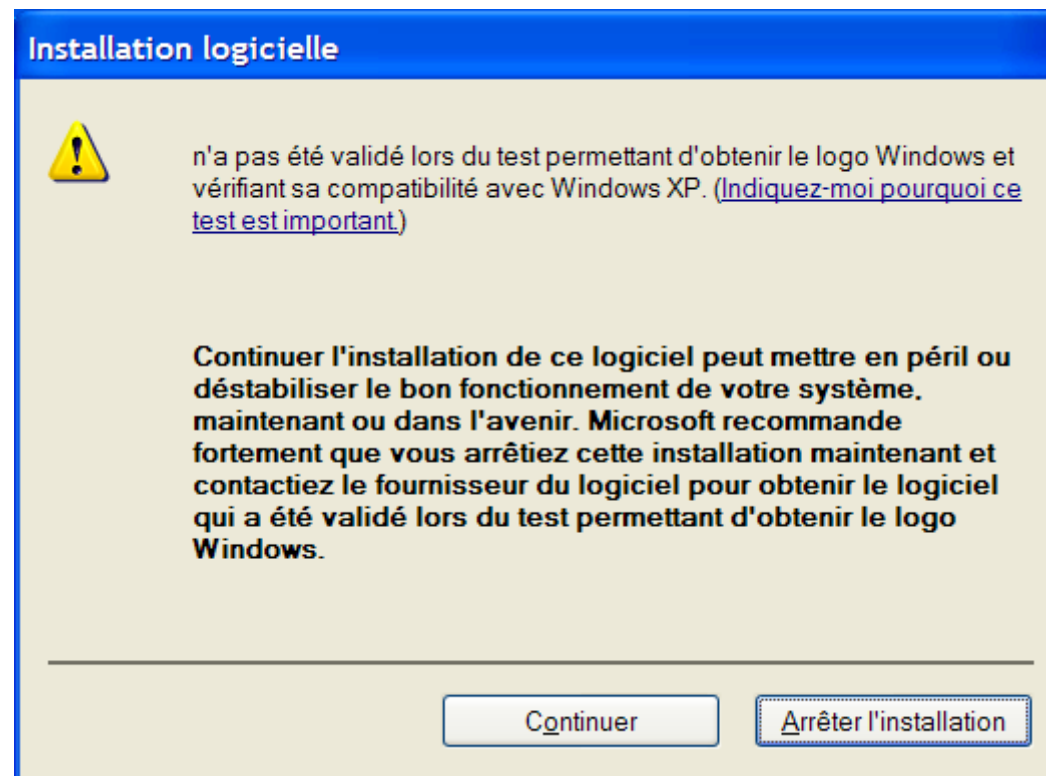 Installation logicielle
n'a pas été validé lors du test permettant d'obtenir le logo Windows et
vérifiant sa compatibilité avec Windows XP. (Indiquez-moi pourquoi ce
test est important.)
Continuer l'installation de ce logiciel peut mettre en péril ou
déstabiliser le bon fonctionnement de votre système,
maintenant ou dans l'avenir. Microsoft recommande
fortement que vous arrêtiez cette installation maintenant et
contactiez le fournisseur du logiciel pour obtenir le logiciel
qui a été validé lors du test permettant d'obtenir le logo
Windows.
Continuer Arrêter l'installation